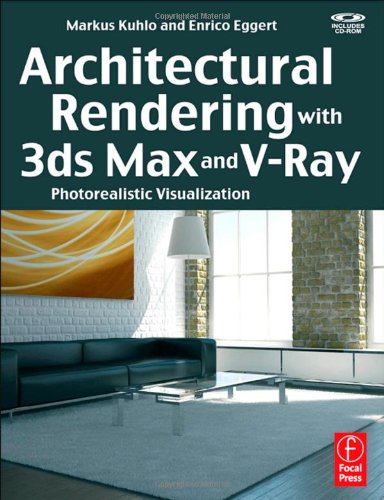 Markus Kuhlo and Enrico Eggert
INCLUDES
CD-ROM
Architectural
Rendering with
3ds Max and V-Ray
Photorealistic Visualization
Focal
Press